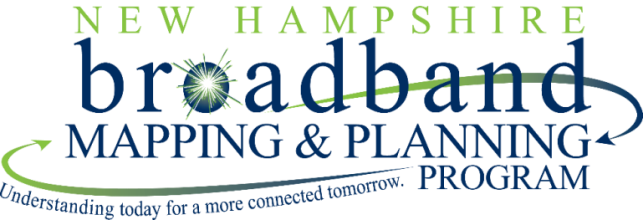 NEW HAMPSHIRE
broadband
MAPPING & PLANNING
PROGRAM
Understanding today for a more connected tomorrow.